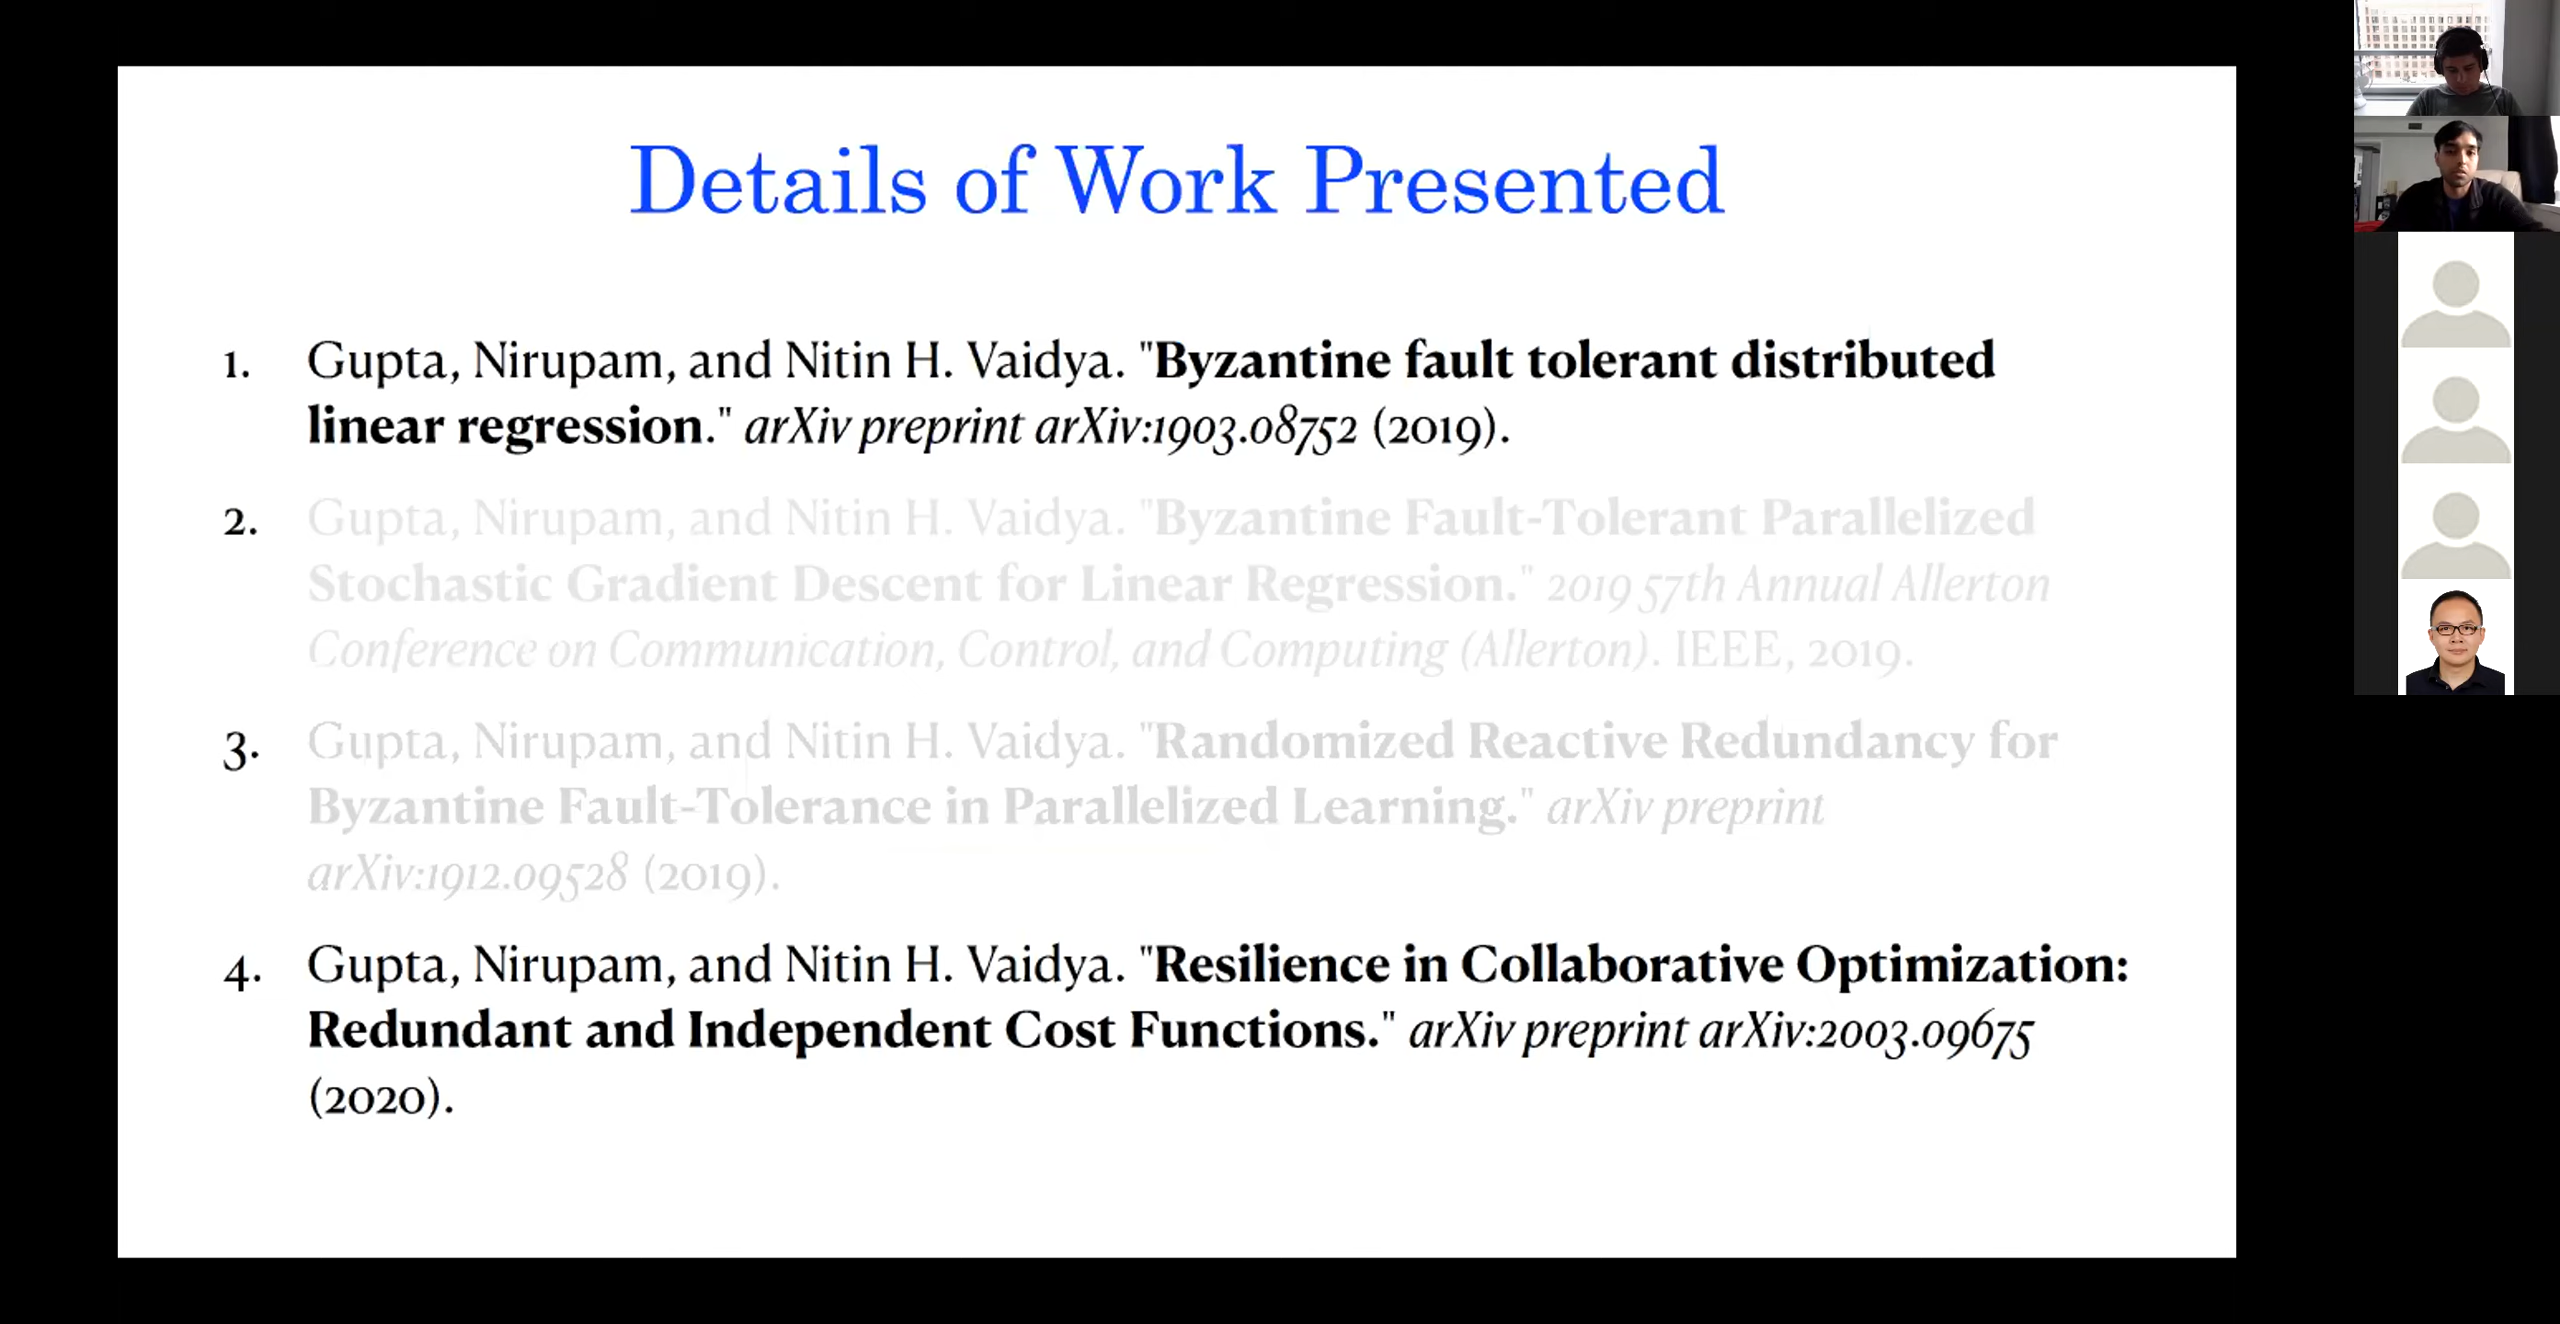 Details of Work Presented
1. Gupta, Nirupam, and Nitin H. Vaidya. "Byzantine fault tolerant distributed
linear regression." arXiv preprint arXiv:1903.08752 (2019).
2. Gupta, Nirupam, and Nitin H. Vaidya. "Byzantine Fault-Tolerant Parallelized
Stochastic Gradient Descent for Linear Regression." 2019 57th Annual Allerton
Conference on Communication, Control, and Computing (Allerton). IEEE, 2019.
3. Gupta, Nirupam, and Nitin H. Vaidya. "Randomized Reactive Redundancy for
Byzantine Fault-Tolerance in Parallelized Learning." arXiv preprint
arXiv:1912.09528 (2019).
4. Gupta, Nirupam, and Nitin H. Vaidya. "Resilience in Collaborative Optimization:
Redundant and Independent Cost Functions." arXiv preprint arXiv:2003.09675
(2020).